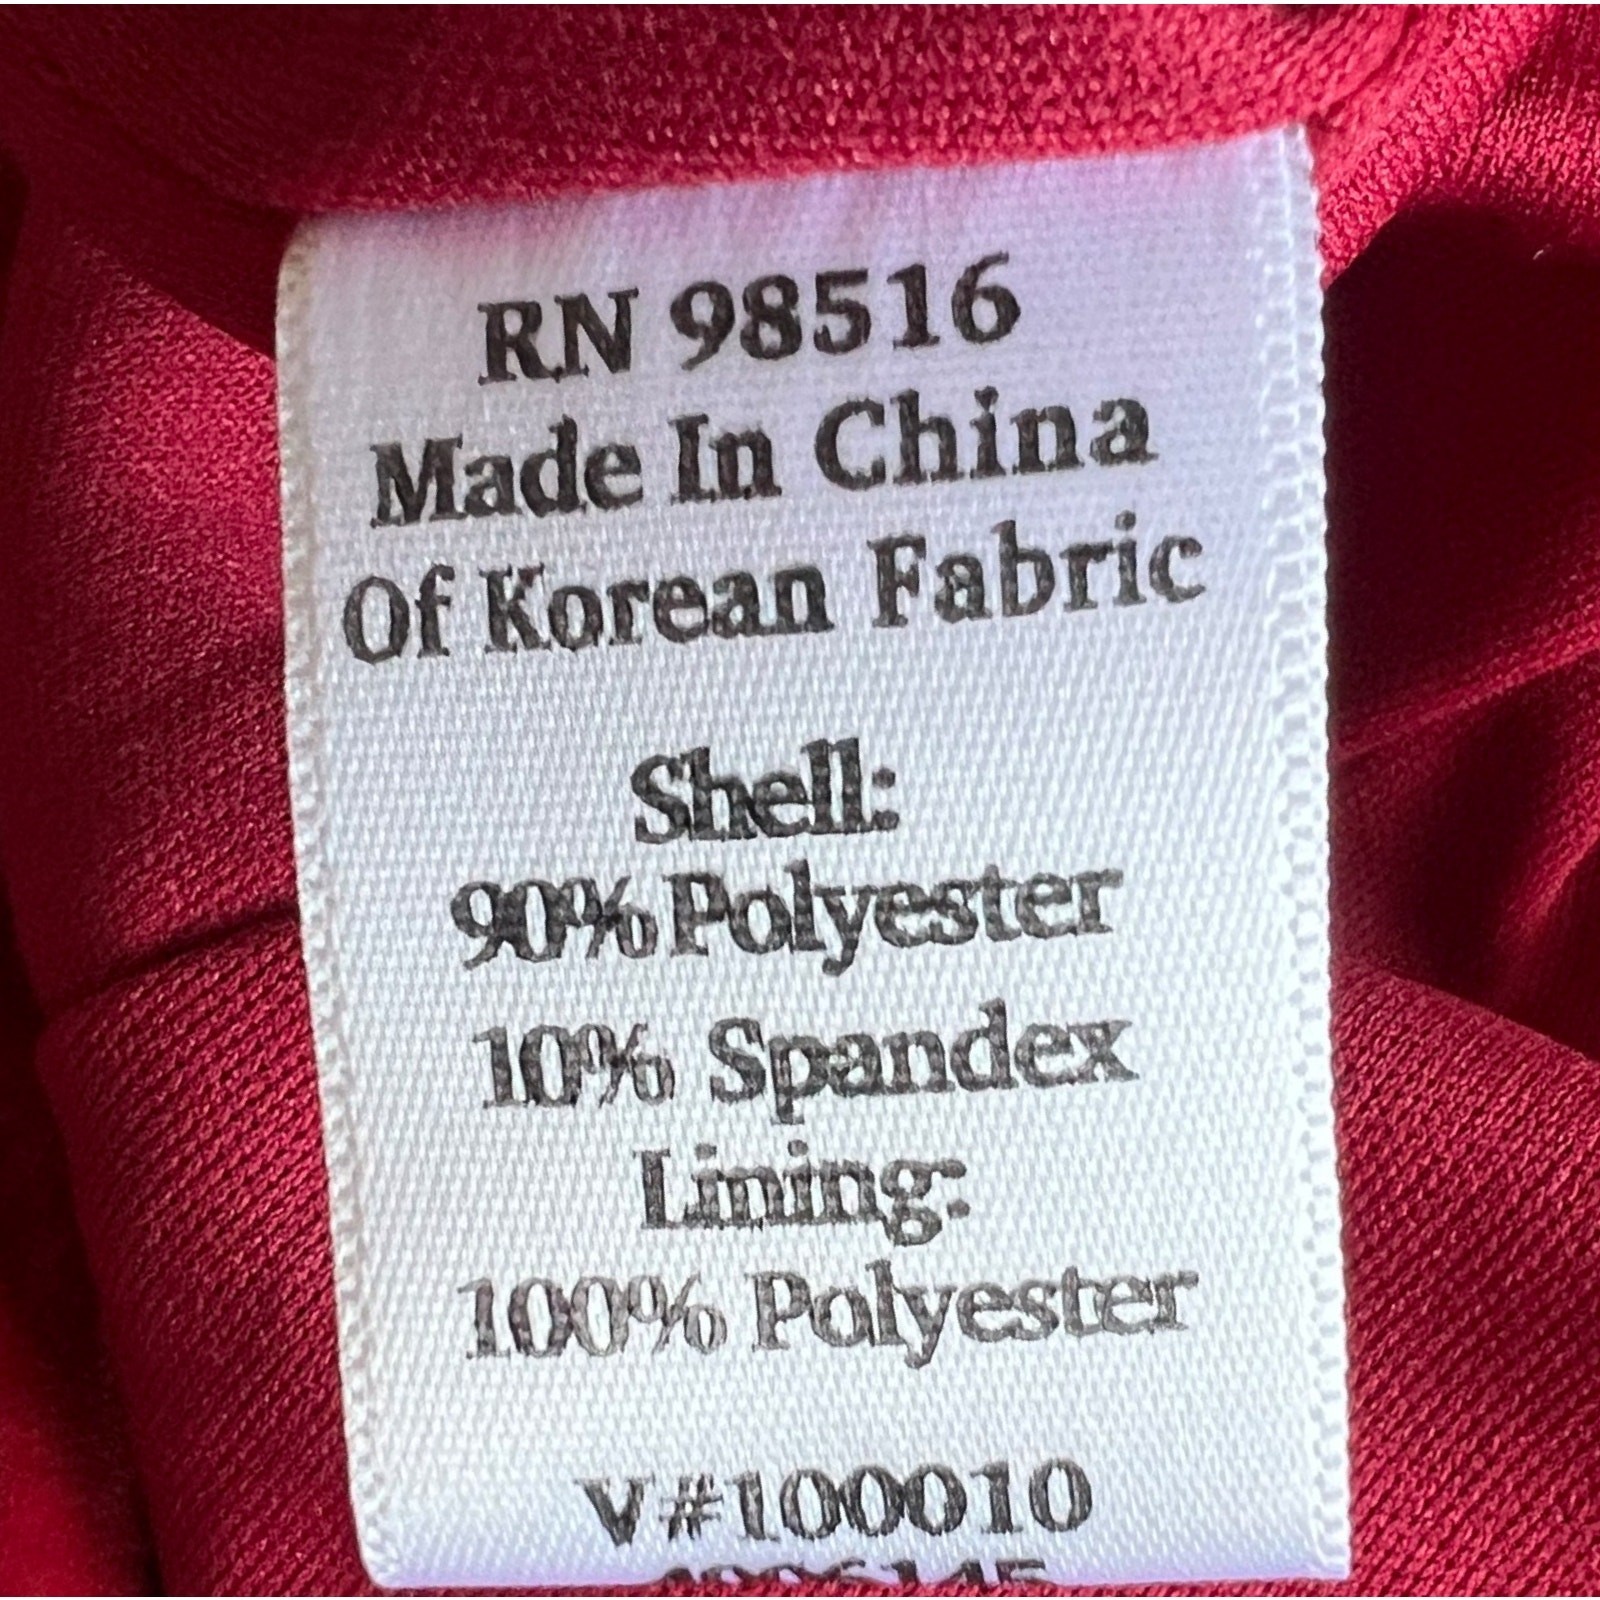 RN 98516
Made In China
Of Korean Fabric
Shell:
90% Polyester
10% Spandex
Lining:
100% Polyester
V#100010